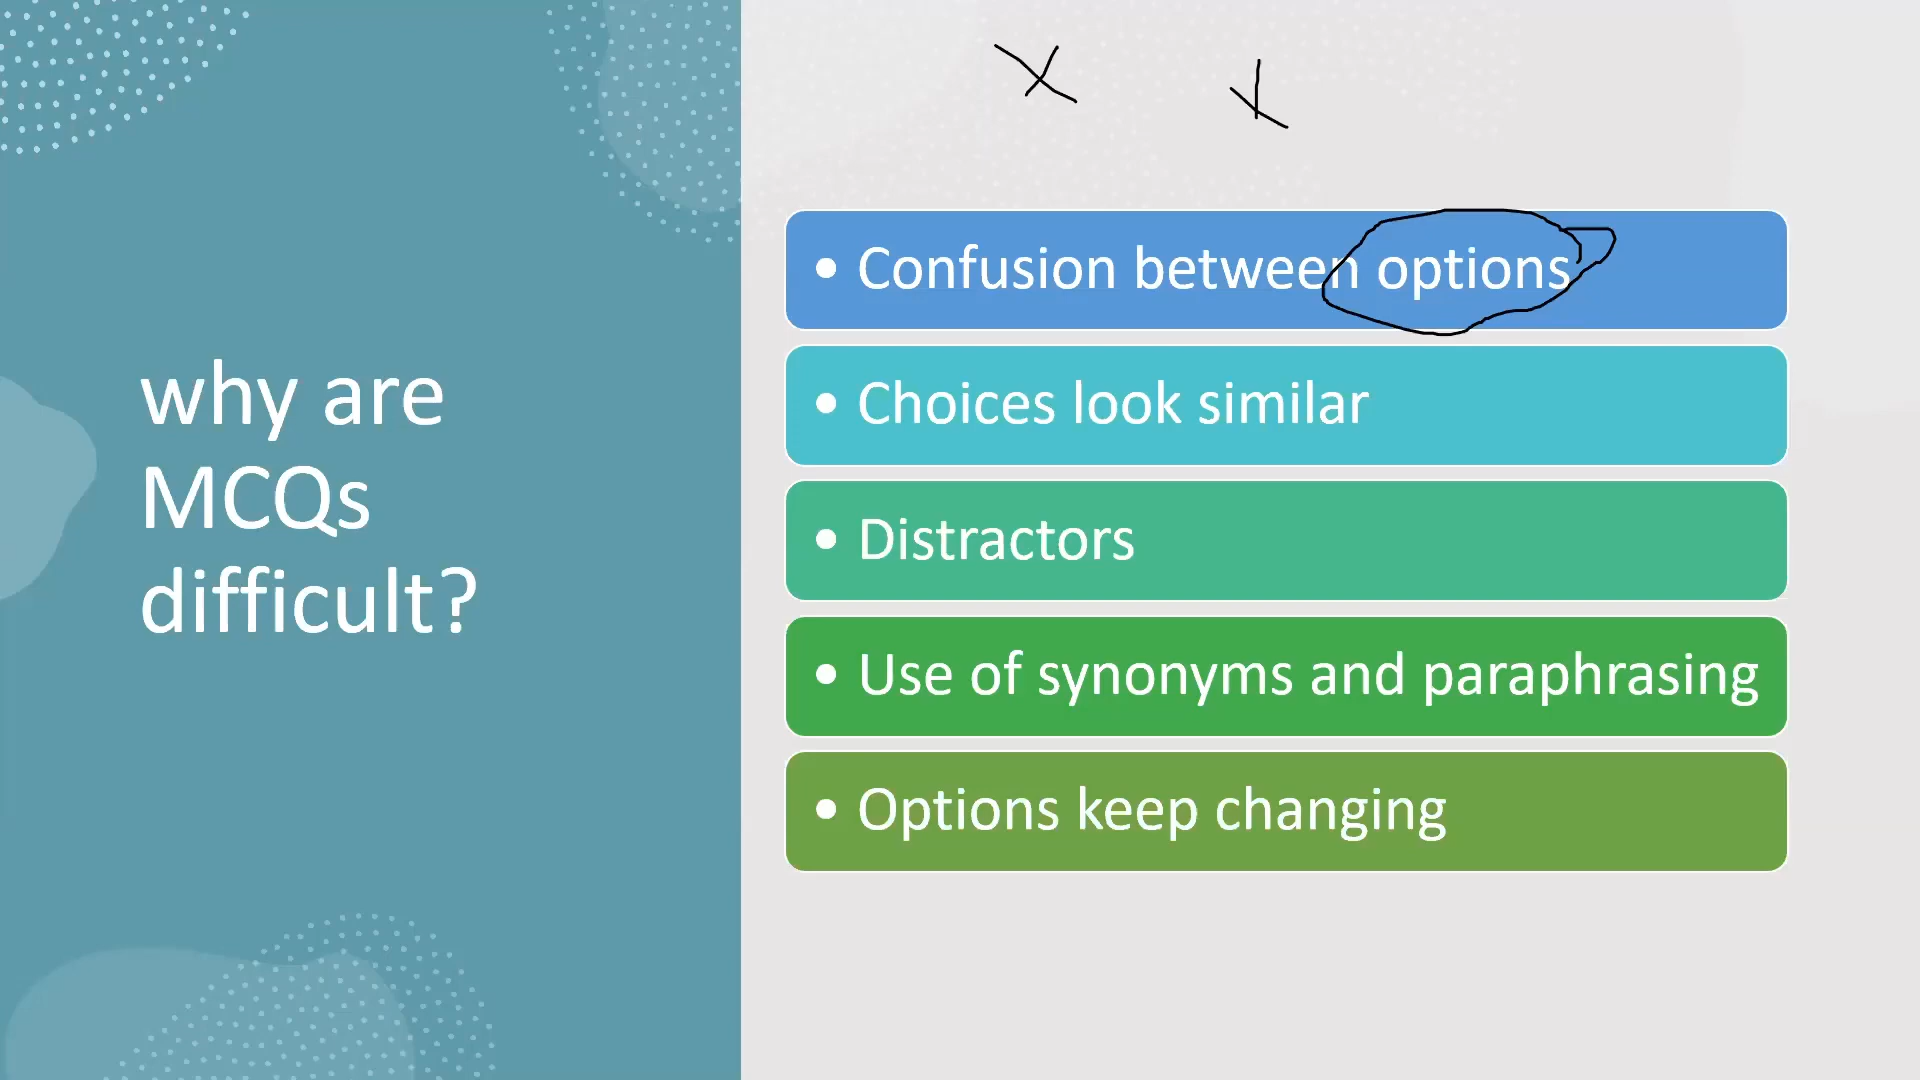 X Y
why are
MCQs
difficult?
• Confusion between options
• Choices look similar
• Distractors
• Use of synonyms and paraphrasing
• Options keep changing